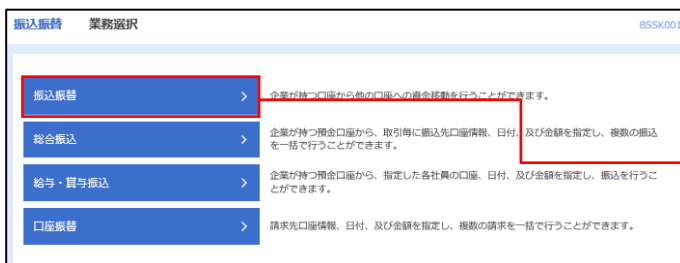 振込振替 業務選択 BSSK001
振込振替 > 企業が持つ口座から他の口座への資金移動を行うことができます。
総合振込 > 企業が持つ預金口座から、取引毎に振込先口座情報、日付、及び金額を指定し、複数の振込
を一括で行うことができます。
給与・賞与振込 > 企業が持つ預金口座から、指定した各社員の口座、日付、及び金額を指定し、振込を行うこ
とができます。
口座振替 > 請求先口座情報、日付、及び金額を指定し、複数の請求を一括で行うことができます。